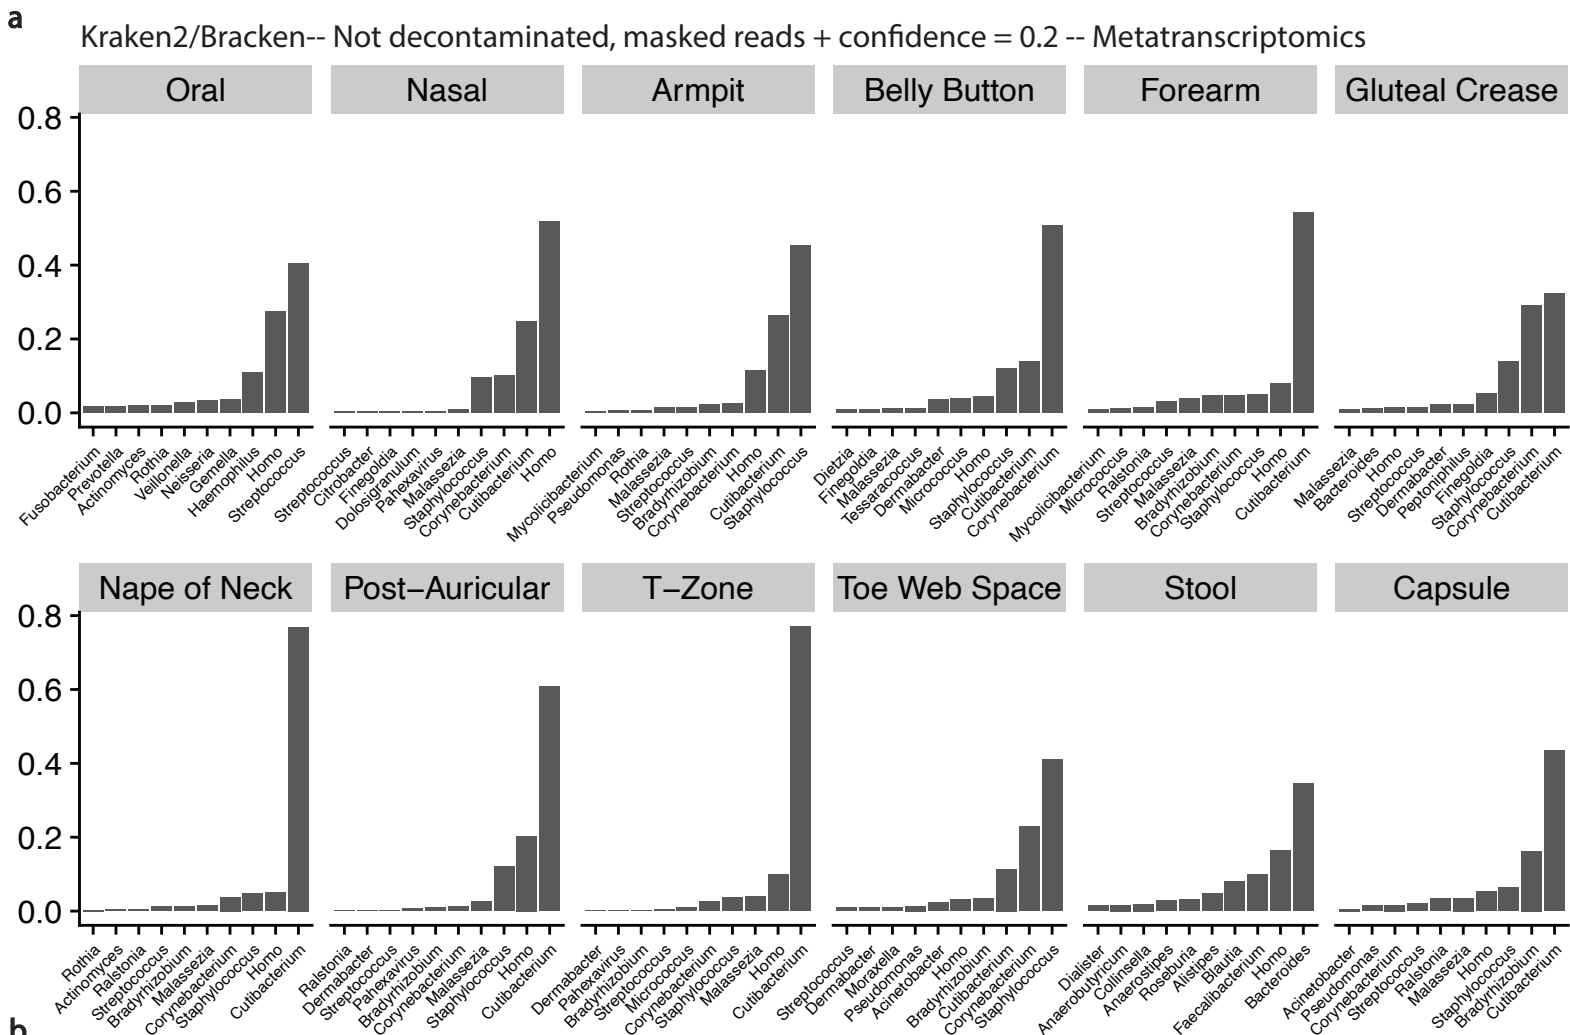 a
Kraken2/Bracken-- Not decontaminated, masked reads + confidence = 0.2 -- Metatranscriptomics
Oral Nasal Armpit Belly Button Forearm Gluteal Crease
0.8
0.6
0.4
0.2
0.0
Fusobacterium Prevotella Actinomyces Rothia Veillonella Neisseria Gemella Haemophilus Homo Streptococcus
Streptococcus Citrobacter Finegoldia Dolosigranulum Pahexavirus Malassezia Staphylococcus Corynebacterium Cutibacterium Homo
Mycolicibacterium Pseudomonas Rothia Malassezia Streptococcus Bradyrhizobium Corynebacterium Homo Cutibacterium Staphylococcus
Dietzia Finegoldia Malassezia Tessaracoccus Dermabacter Micrococcus Homo Staphylococcus Cutibacterium Corynebacterium
Mycolicibacterium Micrococcus Ralstonia Streptococcus Malassezia Bradyrhizobium Corynebacterium Staphylococcus Homo Cutibacterium
Malassezia Bacteroides Homo Streptococcus Dermabacter Peptoniphilus Finegoldia Staphylococcus Corynebacterium Cutibacterium
Nape of Neck Post-Auricular T-Zone Toe Web Space Stool Capsule
0.8
0.6
0.4
0.2
0.0
Rothia Actinomyces Ralstonia Streptococcus Bradyrhizobium Malassezia Corynebacterium Staphylococcus Homo Cutibacterium
Ralstonia Dermabacter Streptococcus Pahexavirus Bradyrhizobium Corynebacterium Malassezia Staphylococcus Homo Cutibacterium
Dermabacter Pahexavirus Bradyrhizobium Streptococcus Micrococcus Corynebacterium Staphylococcus Malassezia Homo Cutibacterium
Streptococcus Dermabacter Moraxella Pseudomonas Acinetobacter Homo Bradyrhizobium Cutibacterium Corynebacterium Staphylococcus
Dialister Anaerobutyricum Collinsella Anaerostipes Roseburia Alistipes Blautia Faecalibacterium Homo Bacteroides
Acinetobacter Pseudomonas Corynebacterium Streptococcus Ralstonia Malassezia Homo Staphylococcus Bradyrhizobium Cutibacterium
b